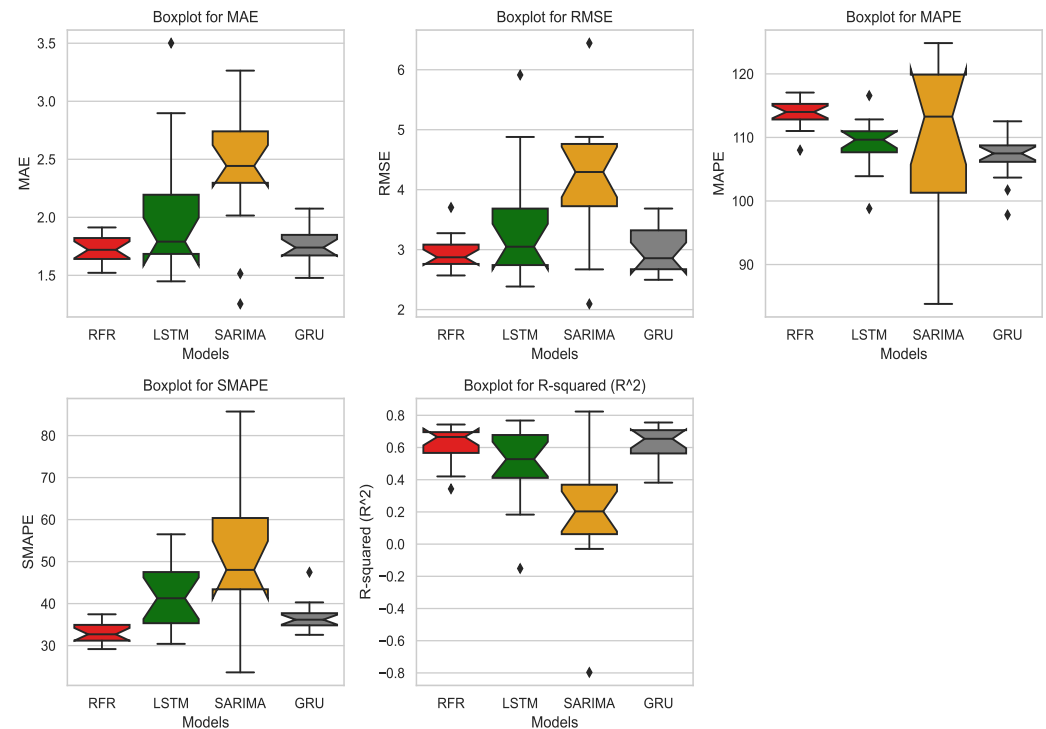 Boxplot for MAE
MAE
3.5
3.0
2.5
2.0
1.5
RFR LSTM SARIMA GRU
Models
Boxplot for RMSE
RMSE
6
5
4
3
2
RFR LSTM SARIMA GRU
Models
Boxplot for MAPE
MAPE
120
110
100
90
RFR LSTM SARIMA GRU
Models
Boxplot for SMAPE
SMAPE
80
70
60
50
40
30
RFR LSTM SARIMA GRU
Models
Boxplot for R-squared (R^2)
R-squared (R^2)
0.8
0.6
0.4
0.2
0.0
−0.2
−0.4
−0.6
−0.8
RFR LSTM SARIMA GRU
Models